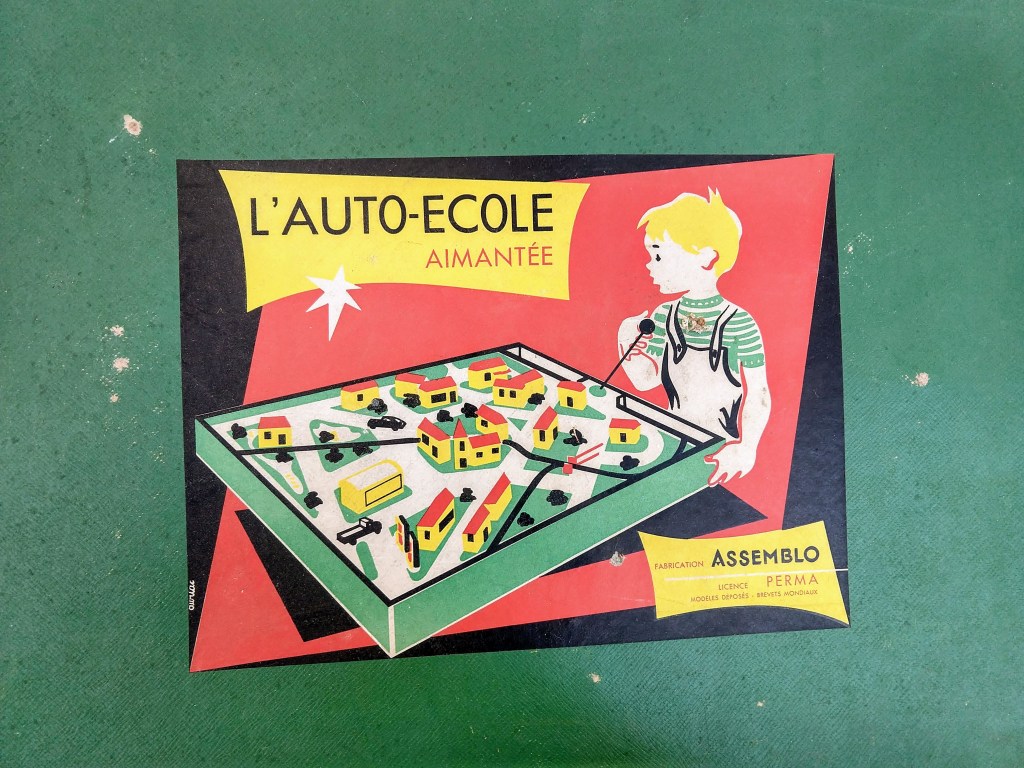 L'AUTO-ECOLE
AIMANTÉE
FABRICATION ASSEMBLO
LICENCE PERMA
MODÈLES DÉPOSÉS - BREVETS MONDIAUX